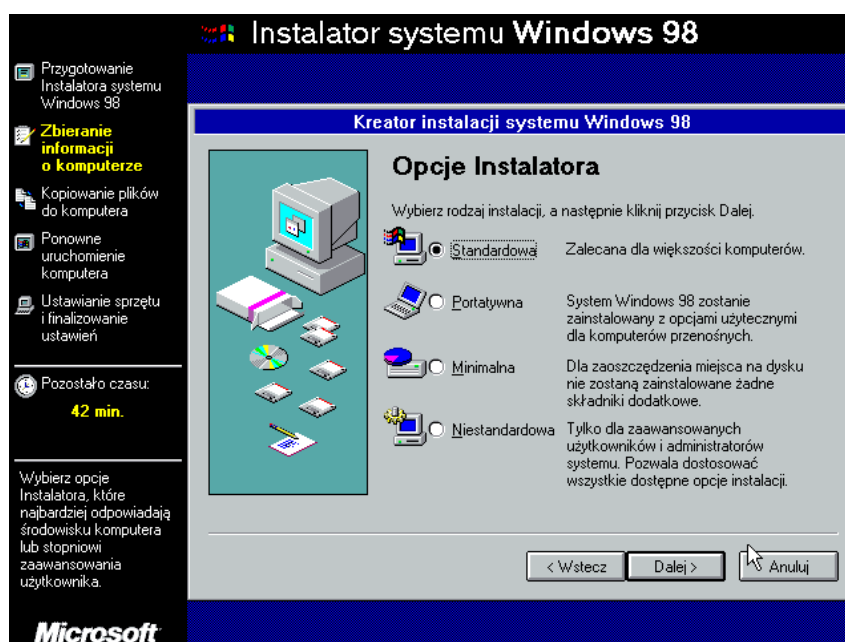 Instalator systemu Windows 98
Przygotowanie
Instalatora systemu
Windows 98
Zbieranie
informacji
o komputerze
Kopiowanie plików
do komputera
Ponowne
uruchomienie
komputera
Ustawianie sprzętu
i finalizowanie
ustawień
Pozostało czasu:
42 min.
Wybierz opcje
Instalatora, które
najbardziej odpowiadają
środowisku komputera
lub stopniowi
zaawansowania
użytkownika.
Microsoft
Kreator instalacji systemu Windows 98
Opcje Instalatora
Wybierz rodzaj instalacji, a następnie kliknij przycisk Dalej.
Standardowa
Zalecana dla większości komputerów.
Portatywna
System Windows 98 zostanie
zainstalowany z opcjami użytecznymi
dla komputerów przenośnych.
Minimalna
Dla zaoszczędzenia miejsca na dysku
nie zostaną zainstalowane żadne
składniki dodatkowe.
Niestandardowa
Tylko dla zaawansowanych
użytkowników i administratorów
systemu. Pozwala dostosować
wszystkie dostępne opcje instalacji.
< Wstecz
Dalej >
Anuluj